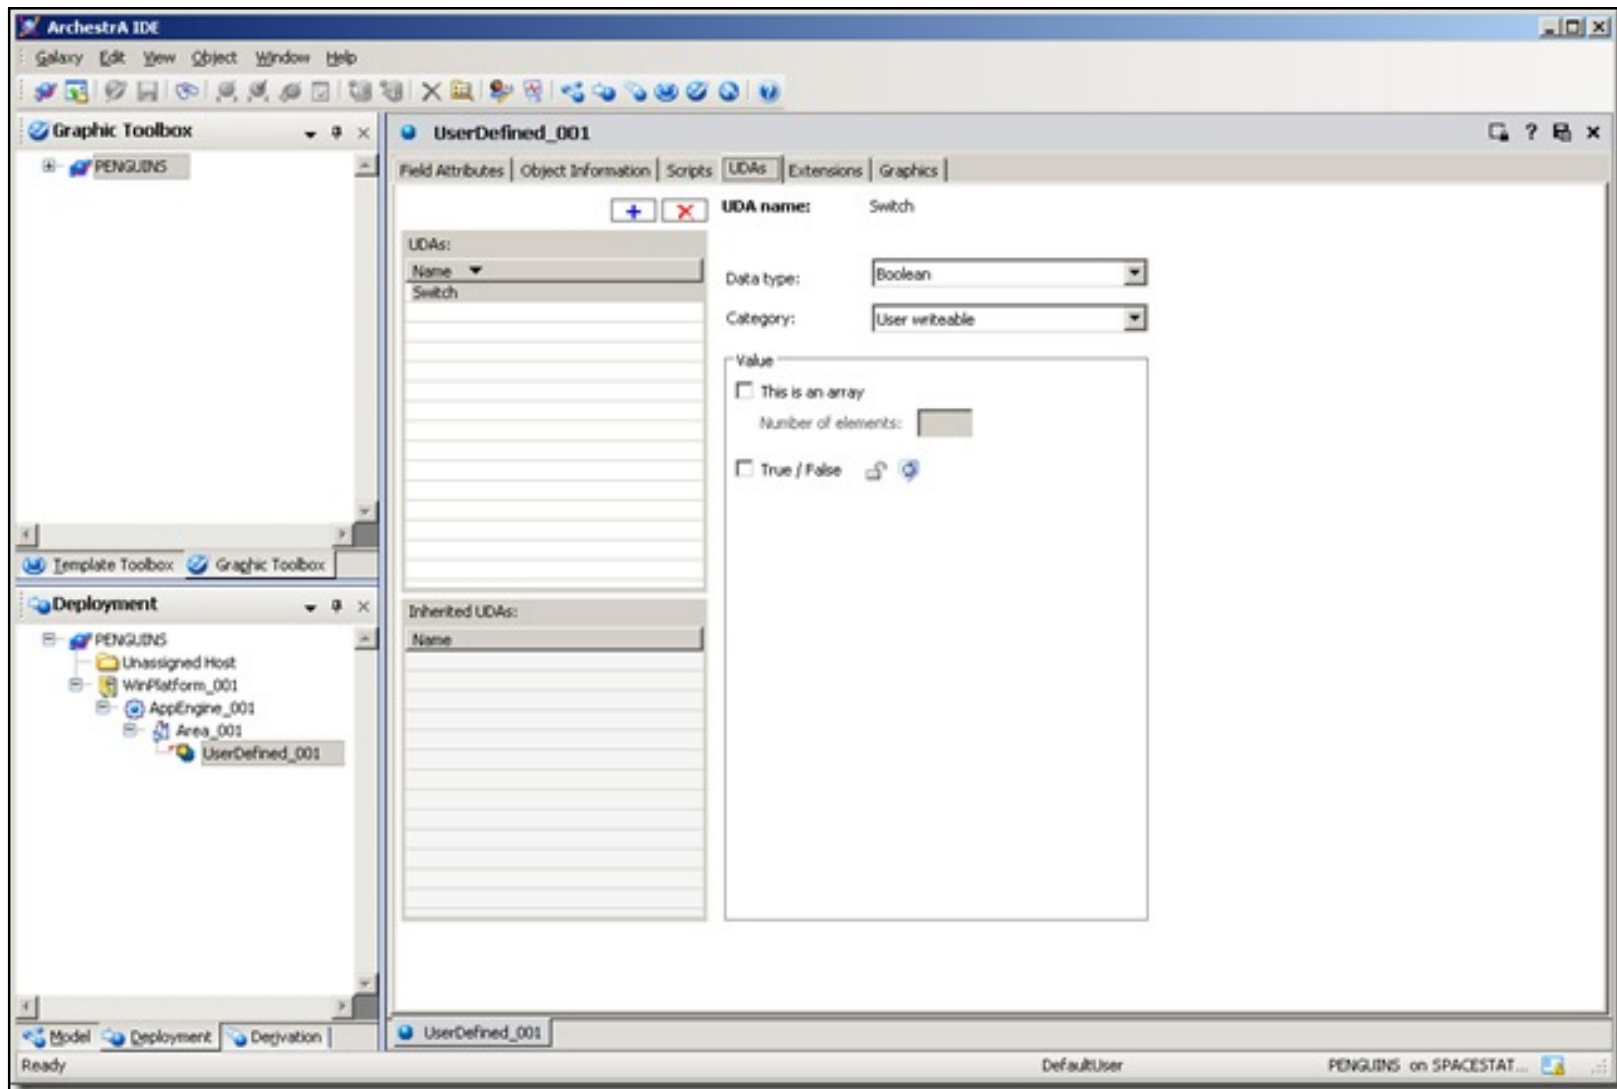 ArchestrA IDE
Galaxy Edit View Object Window Help
Graphic Toolbox
PENGUINS
Template Toolbox Graphic Toolbox
Deployment
PENGUINS
Unassigned Host
WinPlatform_001
AppEngine_001
Area_001
UserDefined_001
Model Deployment Derivation
UserDefined_001
Field Attributes Object Information Scripts UDAs Extensions Graphics
UDAs:
Name
Switch
Inherited UDAs:
Name
UDA name: Switch
Data type: Boolean
Category: User writeable
Value
This is an array
Number of elements:
True / False
UserDefined_001
Ready DefaultUser PENGUINS on SPACESTAT...